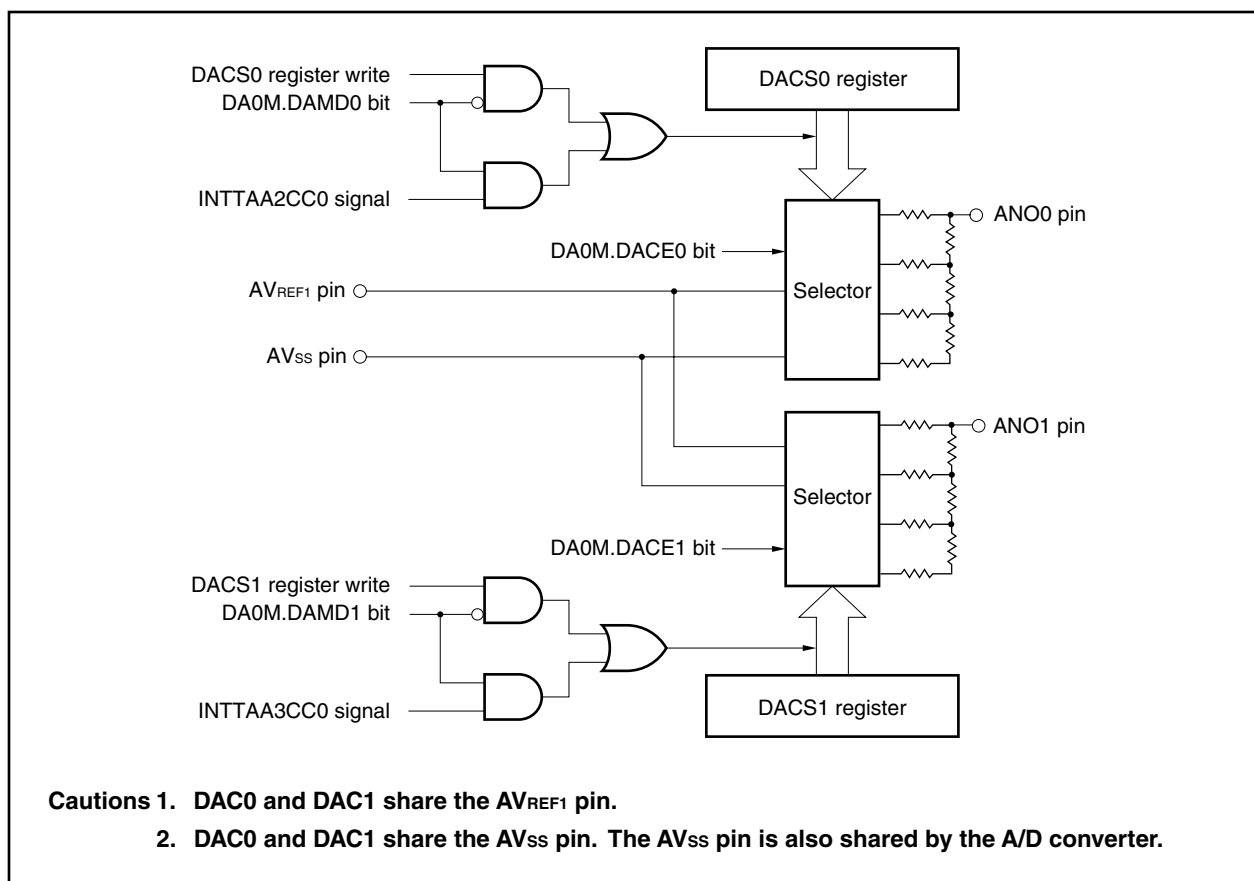 DACS0 register write
DA0M.DAMD0 bit
INTTAA2CC0 signal
DACS0 register
DA0M.DACE0 bit
Selector
ANO0 pin
AVREF1 pin
AVSS pin
Selector
ANO1 pin
DA0M.DACE1 bit
DACS1 register write
DA0M.DAMD1 bit
INTTAA3CC0 signal
DACS1 register
Cautions 1. DAC0 and DAC1 share the AVREF1 pin.
2. DAC0 and DAC1 share the AVSS pin. The AVSS pin is also shared by the A/D converter.